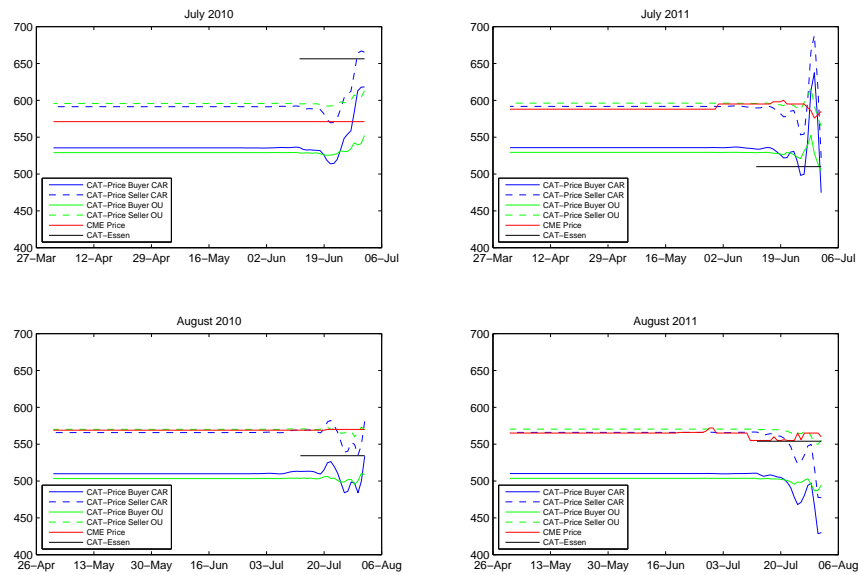 July 2010
700
650
600
550
500
450
400
CAT−Price Buyer CAR
CAT−Price Seller CAR
CAT−Price Buyer OU
CAT−Price Seller OU
CME Price
CAT−Essen
27−Mar 12−Apr 29−Apr 16−May 02−Jun 19−Jun 06−Jul
July 2011
700
650
600
550
500
450
400
CAT−Price Buyer CAR
CAT−Price Seller CAR
CAT−Price Buyer OU
CAT−Price Seller OU
CME Price
CAT−Essen
27−Mar 12−Apr 29−Apr 16−May 02−Jun 19−Jun 06−Jul
August 2010
700
650
600
550
500
450
400
CAT−Price Buyer CAR
CAT−Price Seller CAR
CAT−Price Buyer OU
CAT−Price Seller OU
CME Price
CAT−Essen
26−Apr 13−May 30−May 16−Jun 03−Jul 20−Jul 06−Aug
August 2011
700
650
600
550
500
450
400
CAT−Price Buyer CAR
CAT−Price Seller CAR
CAT−Price Buyer OU
CAT−Price Seller OU
CME Price
CAT−Essen
26−Apr 13−May 30−May 16−Jun 03−Jul 20−Jul 06−Aug